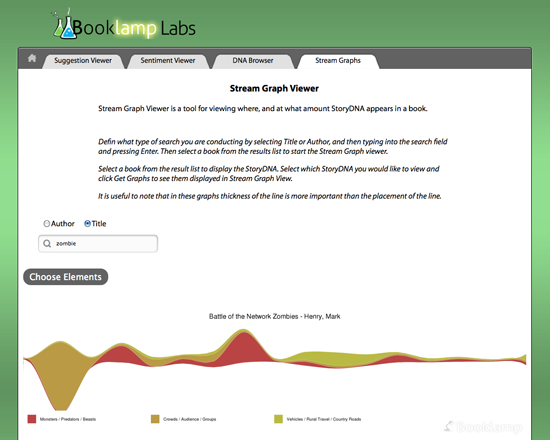 Booklamp Labs
Suggestion Viewer
Sentiment Viewer
DNA Browser
Stream Graphs
Stream Graph Viewer
Stream Graph Viewer is a tool for viewing where, and at what amount StoryDNA appears in a book.
Defin what type of search you are conducting by selecting Title or Author, and then typing into the search field
and pressing Enter. Then select a book from the results list to start the Stream Graph viewer.
Select a book from the result list to display the StoryDNA. Select which StoryDNA you would like to view and
click Get Graphs to see them displayed in Stream Graph View.
It is useful to note that in these graphs thickness of the line is more important than the placement of the line.
Author Title
zombie
Choose Elements
Battle of the Network Zombies - Henry, Mark
Monsters / Predators / Beasts
Crowds / Audience / Groups
Vehicles / Rural Travel / Country Roads
BookLamp